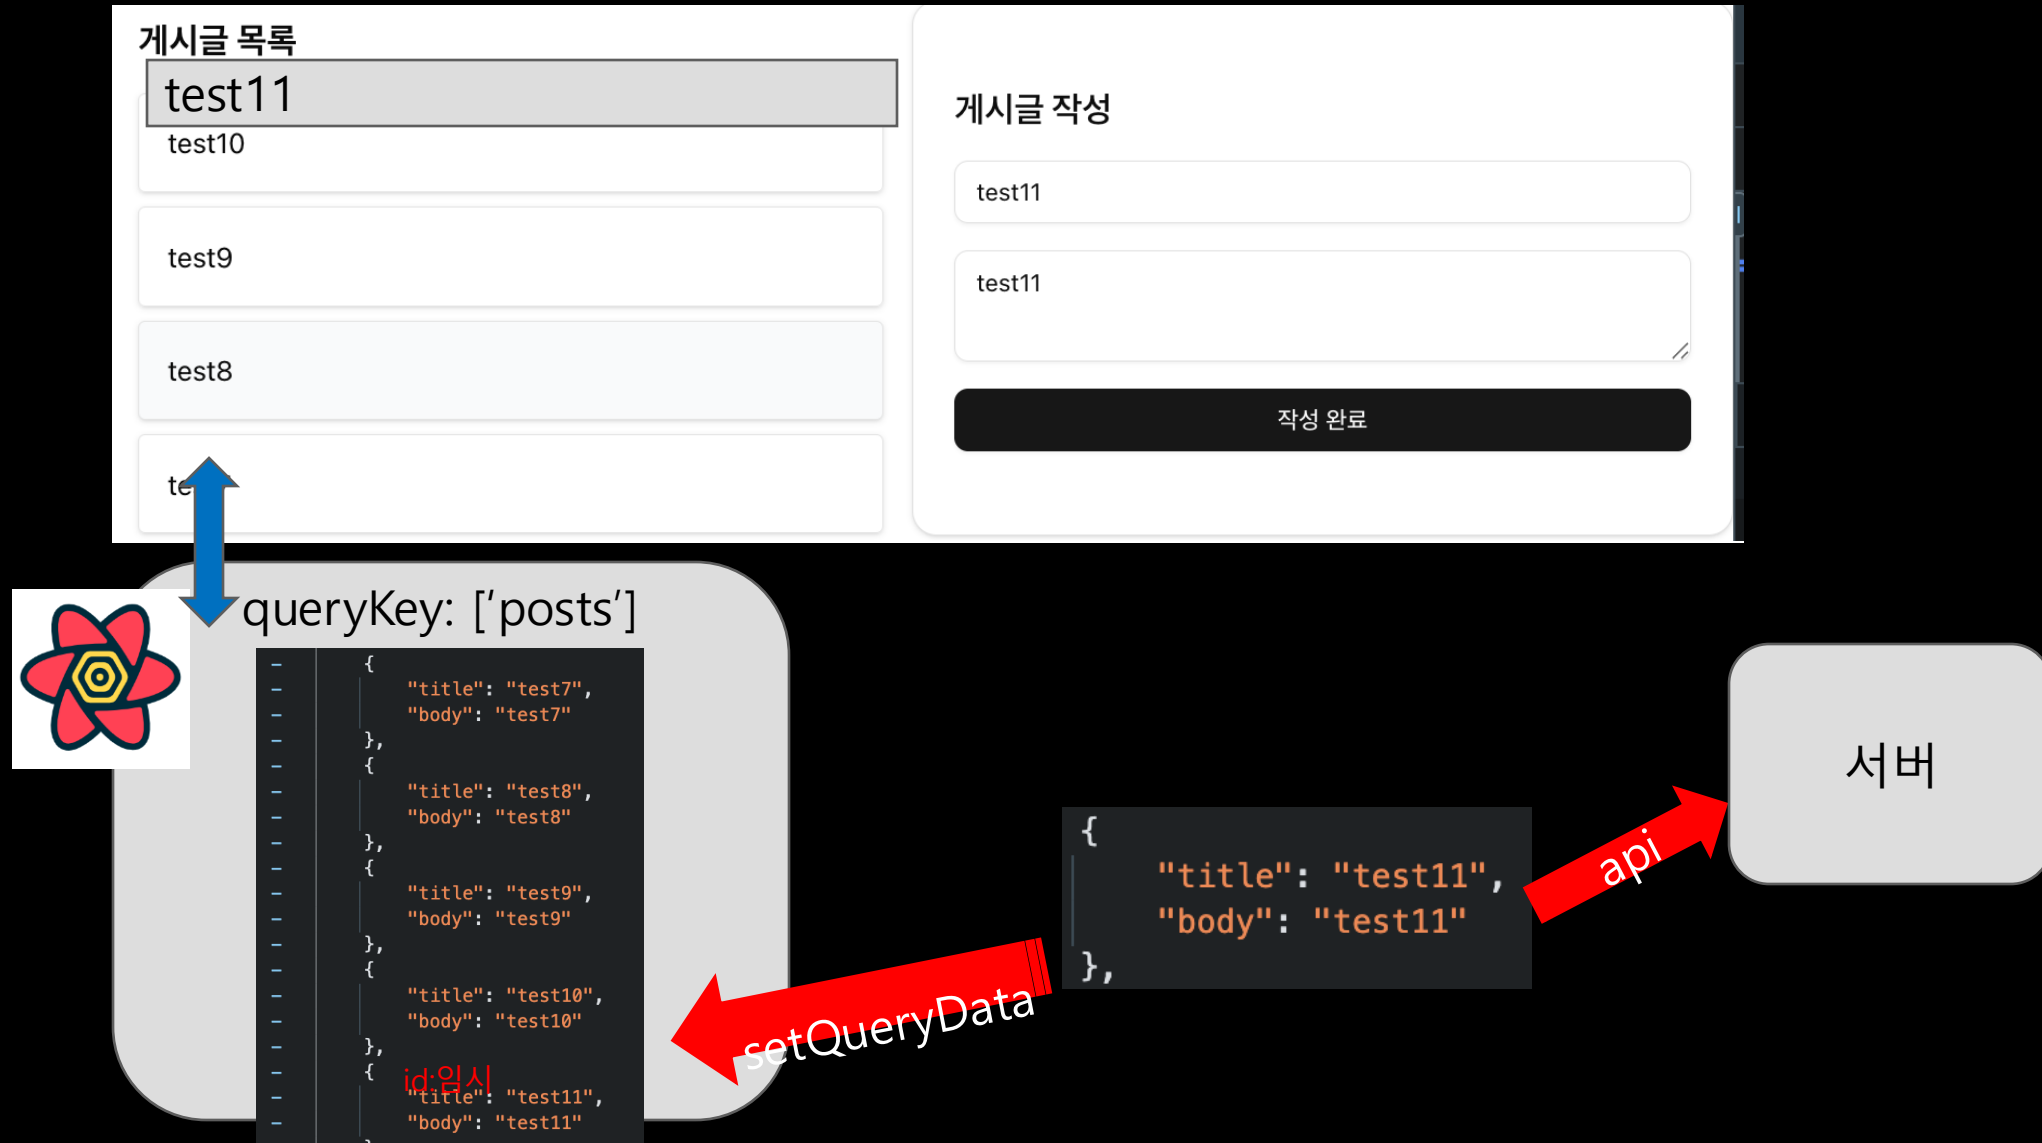 게시글 목록
test11
test10
test9
test8
게시글 작성
test11
test11
작성 완료
queryKey: [‘posts’]
{
"title": "test7",
"body": "test7"
},
{
"title": "test8",
"body": "test8"
},
{
"title": "test9",
"body": "test9"
},
{
"title": "test10",
"body": "test10"
},
{
id:임시
"title": "test11",
"body": "test11"
setQueryData
{
"title": "test11",
"body": "test11"
},
api
서버